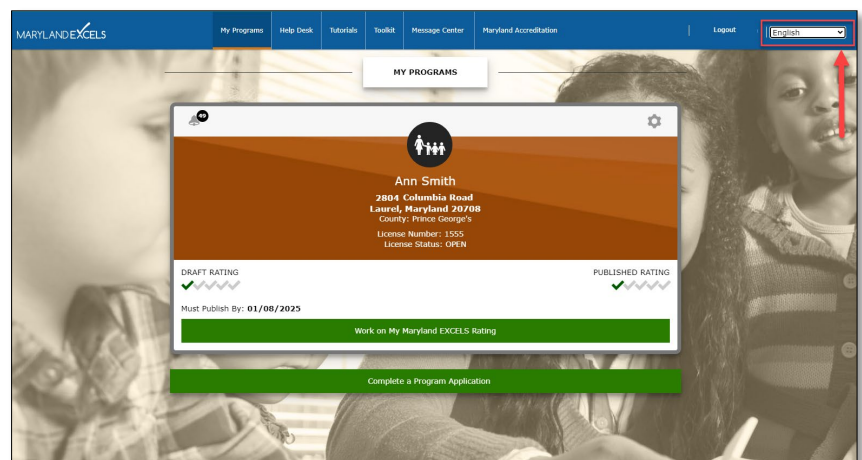 MARYLAND EXCELS
My Programs Help Desk Tutorials Toolkit Message Center Maryland Accreditation Logout English
MY PROGRAMS
49
Ann Smith
2804 Columbia Road
Laurel, Maryland 20708
County: Prince George's
License Number: 1555
License Status: OPEN
DRAFT RATING PUBLISHED RATING
Must Publish By: 01/08/2025
Work on My Maryland EXCELS Rating
Complete a Program Application